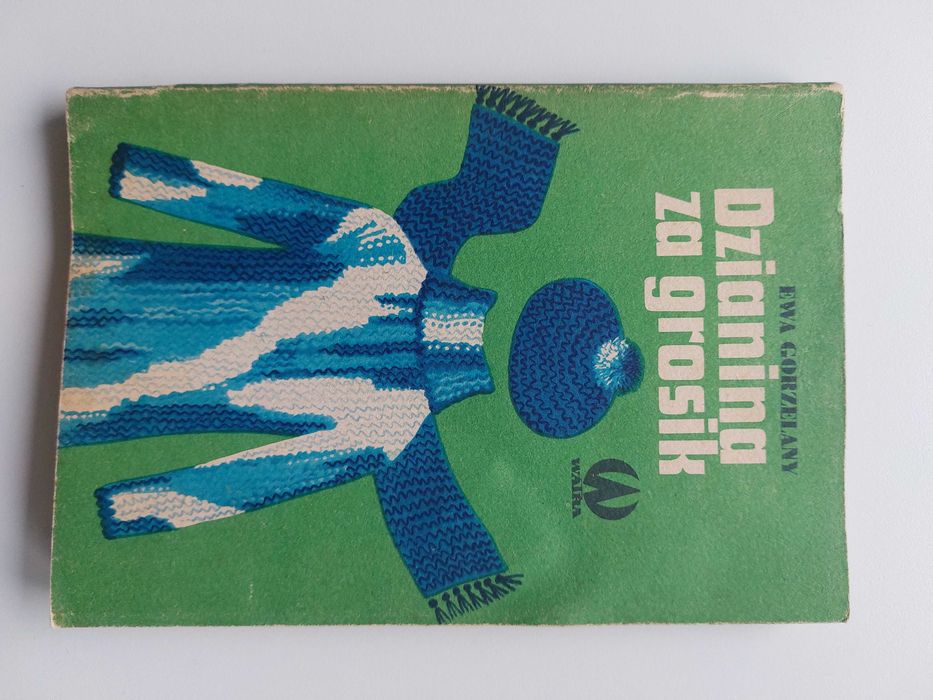 EWA GORZELANY
Dzianina
za grosik
WATRA